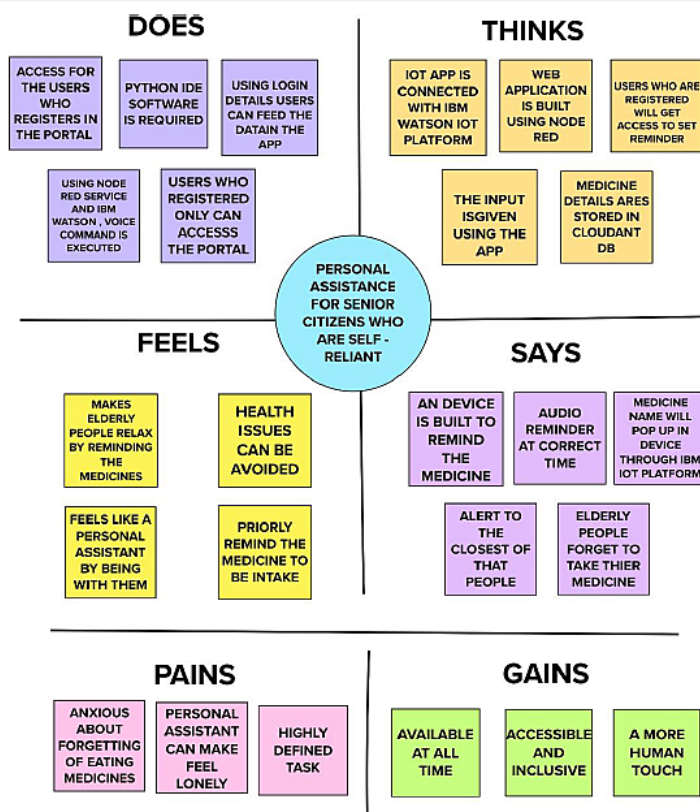 DOES
ACCESS FOR
THE USERS
WHO
REGISTERS IN
THE PORTAL
PYTHON IDE
SOFTWARE
IS REQUIRED
USING LOGIN
DETAILS USERS
CAN FEED THE
DATAIN THE
APP
USING NODE
RED SERVICE
AND IBM
WATSON , VOICE
COMMAND IS
EXECUTED
USERS WHO
REGISTERED
ONLY CAN
ACCESSS
THE PORTAL
THINKS
IOT APP IS
CONNECTED
WITH IBM
WATSON IOT
PLATFORM
WEB
APPLICATION
IS BUILT
USING NODE
RED
USERS WHO ARE
REGISTERED
WILL GET
ACCESS TO SET
REMINDER
THE INPUT
ISGIVEN
USING THE
APP
MEDICINE
DETAILS ARES
STORED IN
CLOUDANT
DB
PERSONAL
ASSISTANCE
FOR SENIOR
CITIZENS WHO
ARE SELF -
RELIANT
FEELS
MAKES
ELDERLY
PEOPLE RELAX
BY REMINDING
THE
MEDICINES
HEALTH
ISSUES
CAN BE
AVOIDED
FEELS LIKE A
PERSONAL
ASSISTANT
BY BEING
WITH THEM
PRIORLY
REMIND THE
MEDICINE TO
BE INTAKE
SAYS
AN DEVICE
IS BUILT TO
REMIND
THE
MEDICINE
AUDIO
REMINDER
AT CORRECT
TIME
MEDICINE
NAME WILL
POP UP IN
DEVICE
THROUGH IBM
IOT PLATFORM
ALERT TO
THE
CLOSEST OF
THAT
PEOPLE
ELDERLY
PEOPLE
FORGET TO
TAKE THIER
MEDICINE
PAINS
ANXIOUS
ABOUT
FORGETTING
OF EATING
MEDICINES
PERSONAL
ASSISTANT
CAN MAKE
FEEL
LONELY
HIGHLY
DEFINED
TASK
GAINS
AVAILABLE
AT ALL
TIME
ACCESSIBLE
AND
INCLUSIVE
A MORE
HUMAN
TOUCH